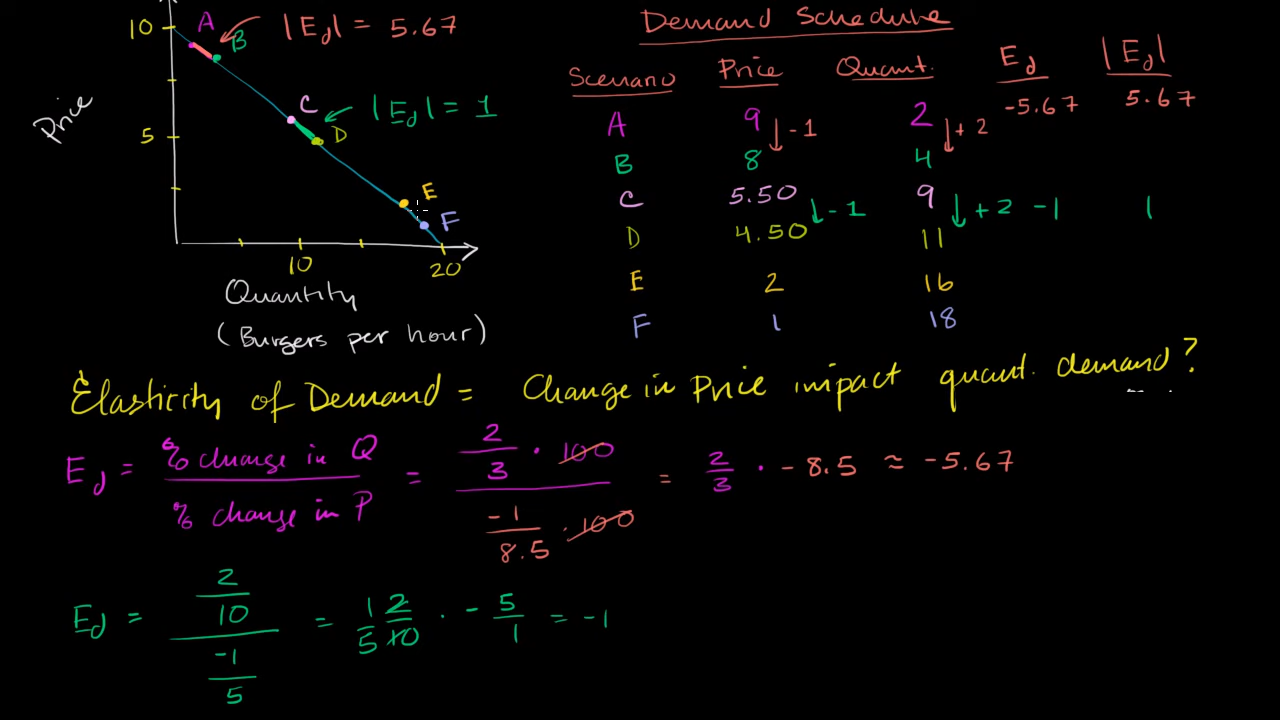 10
A
|Ed| = 5.67
B
Price
C
|Ed| = 1
5
D
E
F
10
20
Quantity
(Burgers per hour)
Demand Schedule
Scenario Price Quant. Ed |Ed|
-5.67 5.67
A 9 2
-1 +2
B 8 4
C 5.50 9
-1 +2 -1 1
D 4.50 11
E 2 16
F 1 18
Elasticity of Demand = Change in Price impact quant. demand?
Ed = % change in Q / % change in P = 2/3 · 100 / -1/8.5 · 100 = 2/3 · -8.5 ≈ -5.67
Ed = 2/10 / -1/5 = 1/5 2/10 · -5/1 = -1